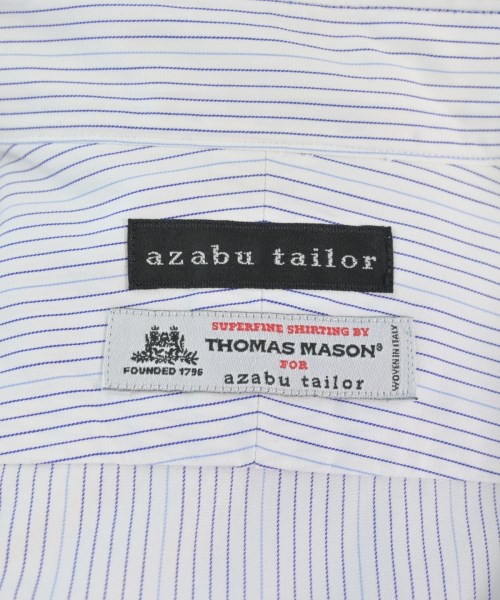 azabu tailor
SUPERFINE SHIRTING BY
THOMAS MASON®
FOR
azabu tailor
FOUNDED 1796
WOVEN IN ITALY